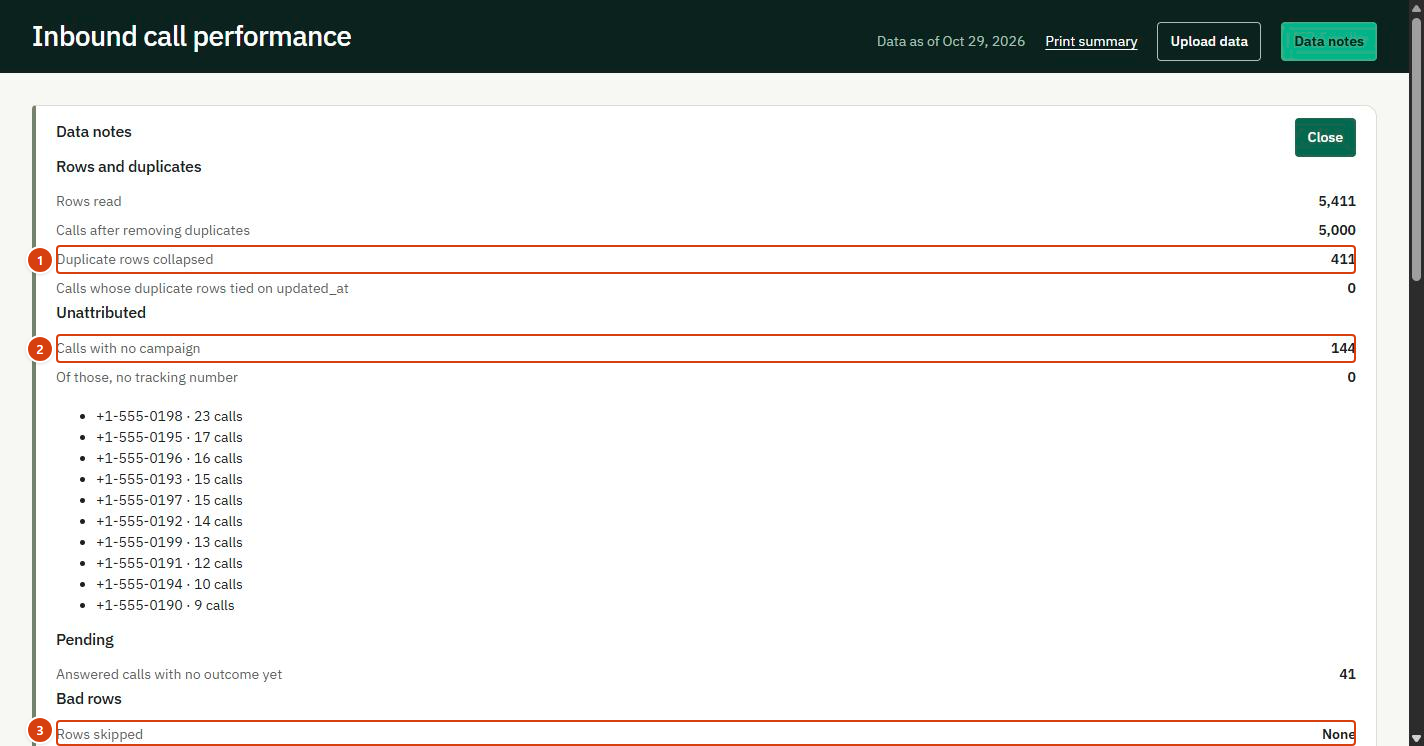 Inbound call performance
Data as of Oct 29, 2026
Print summary
Upload data
Data notes
Data notes
Close
Rows and duplicates
Rows read 5,411
Calls after removing duplicates 5,000
1 Duplicate rows collapsed 411
Calls whose duplicate rows tied on updated_at 0
Unattributed
2 Calls with no campaign 144
Of those, no tracking number 0
• +1-555-0198 · 23 calls
• +1-555-0195 · 17 calls
• +1-555-0196 · 16 calls
• +1-555-0193 · 15 calls
• +1-555-0197 · 15 calls
• +1-555-0192 · 14 calls
• +1-555-0199 · 13 calls
• +1-555-0191 · 12 calls
• +1-555-0194 · 10 calls
• +1-555-0190 · 9 calls
Pending
Answered calls with no outcome yet 41
Bad rows
3 Rows skipped None